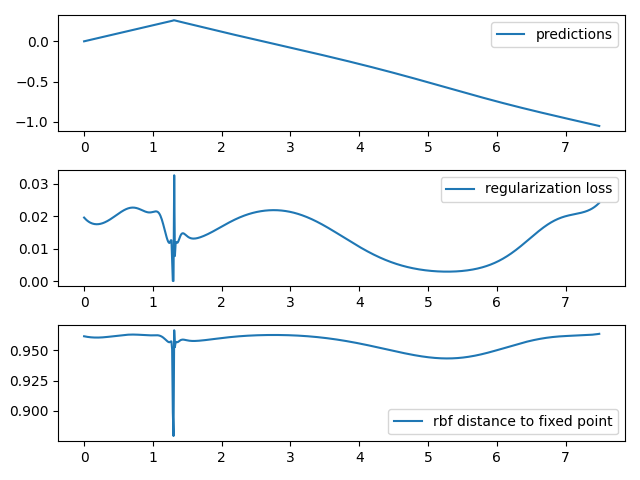 predictions
0.0
−0.5
−1.0
0 1 2 3 4 5 6 7
regularization loss
0.03
0.02
0.01
0.00
0 1 2 3 4 5 6 7
0.950
0.925
0.900
rbf distance to fixed point
0 1 2 3 4 5 6 7